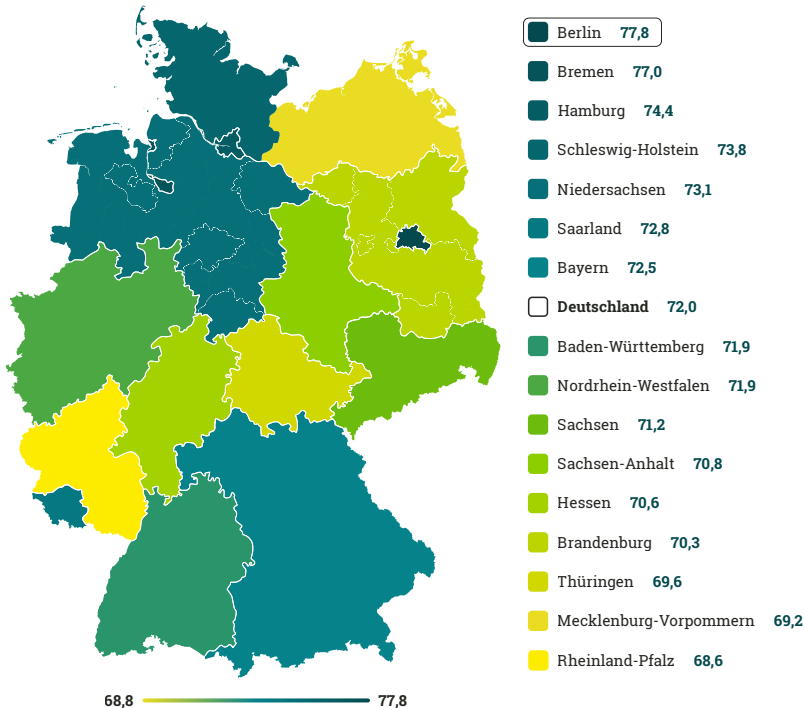 Berlin 77,8
Bremen 77,0
Hamburg 74,4
Schleswig-Holstein 73,8
Niedersachsen 73,1
Saarland 72,8
Bayern 72,5
Deutschland 72,0
Baden-Württemberg 71,9
Nordrhein-Westfalen 71,9
Sachsen 71,2
Sachsen-Anhalt 70,8
Hessen 70,6
Brandenburg 70,3
Thüringen 69,6
Mecklenburg-Vorpommern 69,2
Rheinland-Pfalz 68,6
68,8 77,8